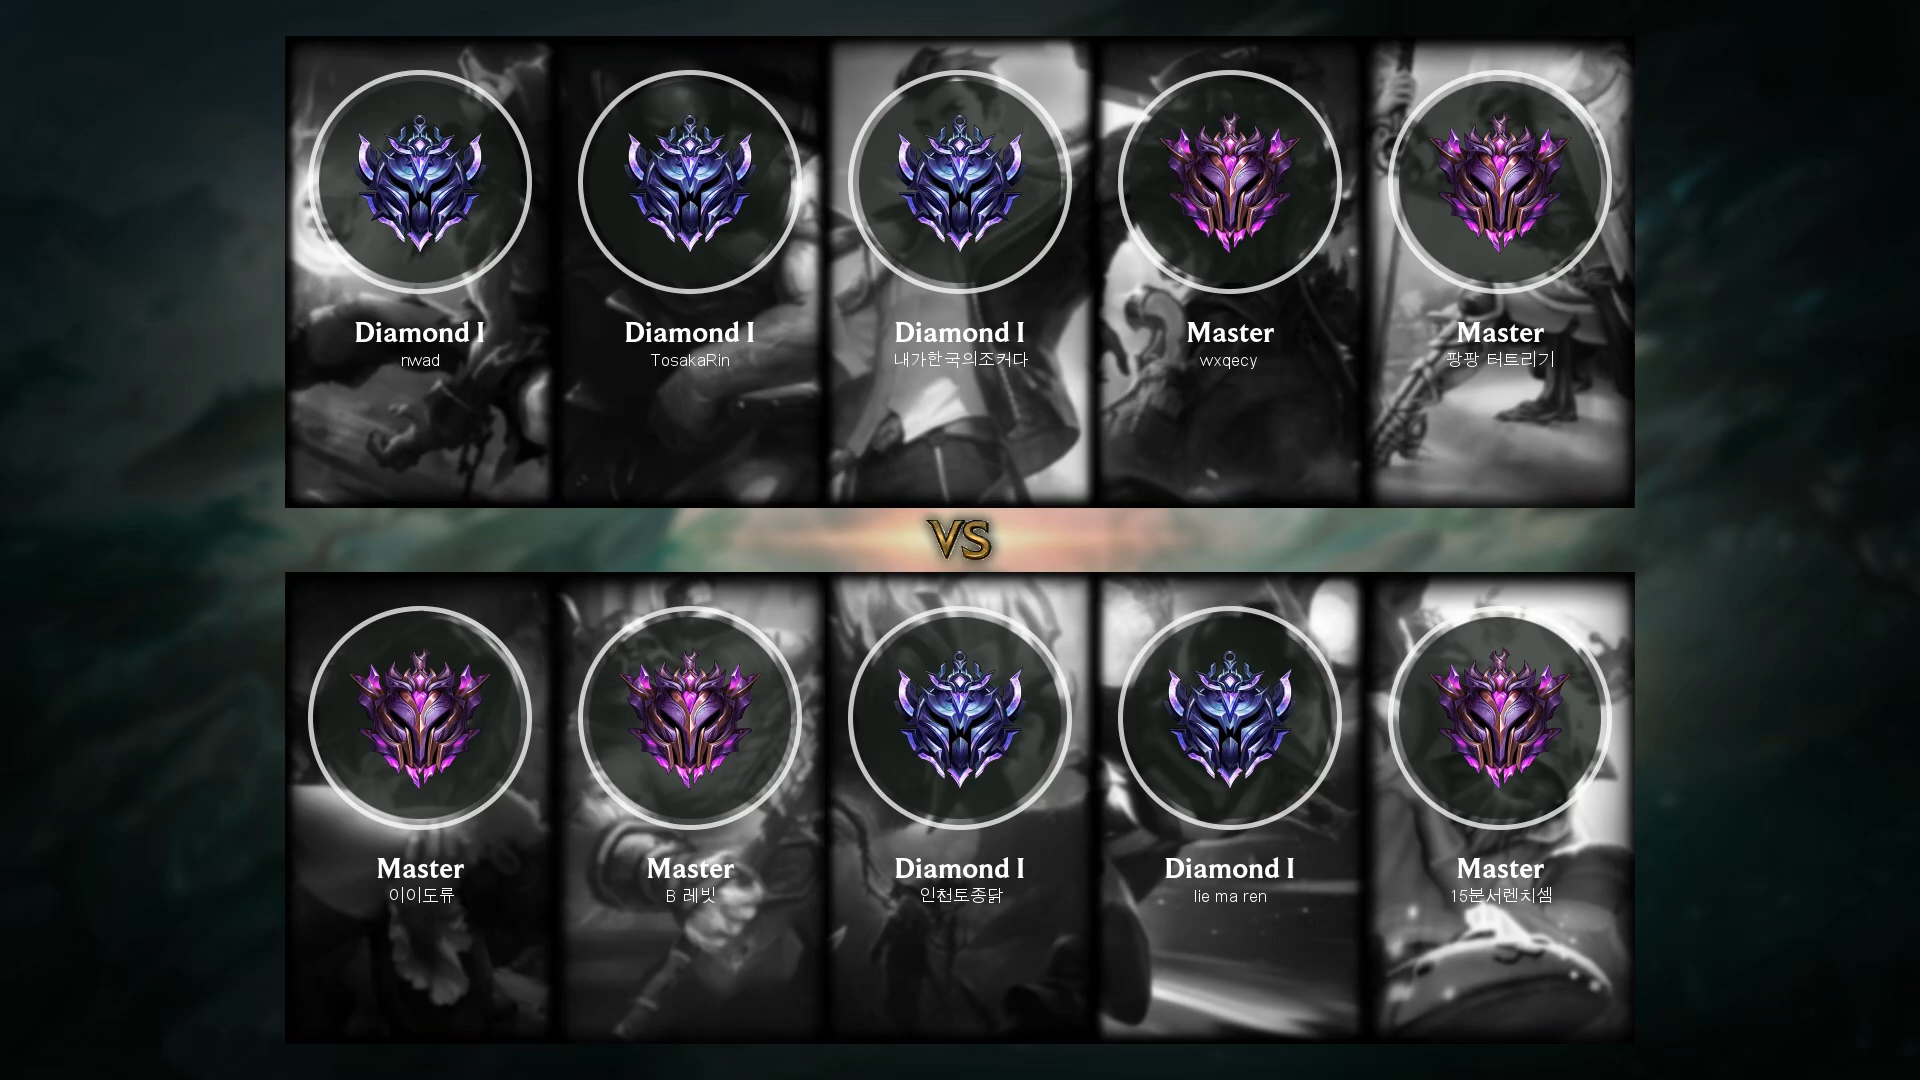 Diamond I
nwad
Diamond I
TosakaRin
Diamond I
내가한국의조커다
Master
wxqecy
Master
팡팡 터트리기
VS
Master
이이도류
Master
B 레빗
Diamond I
인천토종닭
Diamond I
lie ma ren
Master
15분서렌치셈